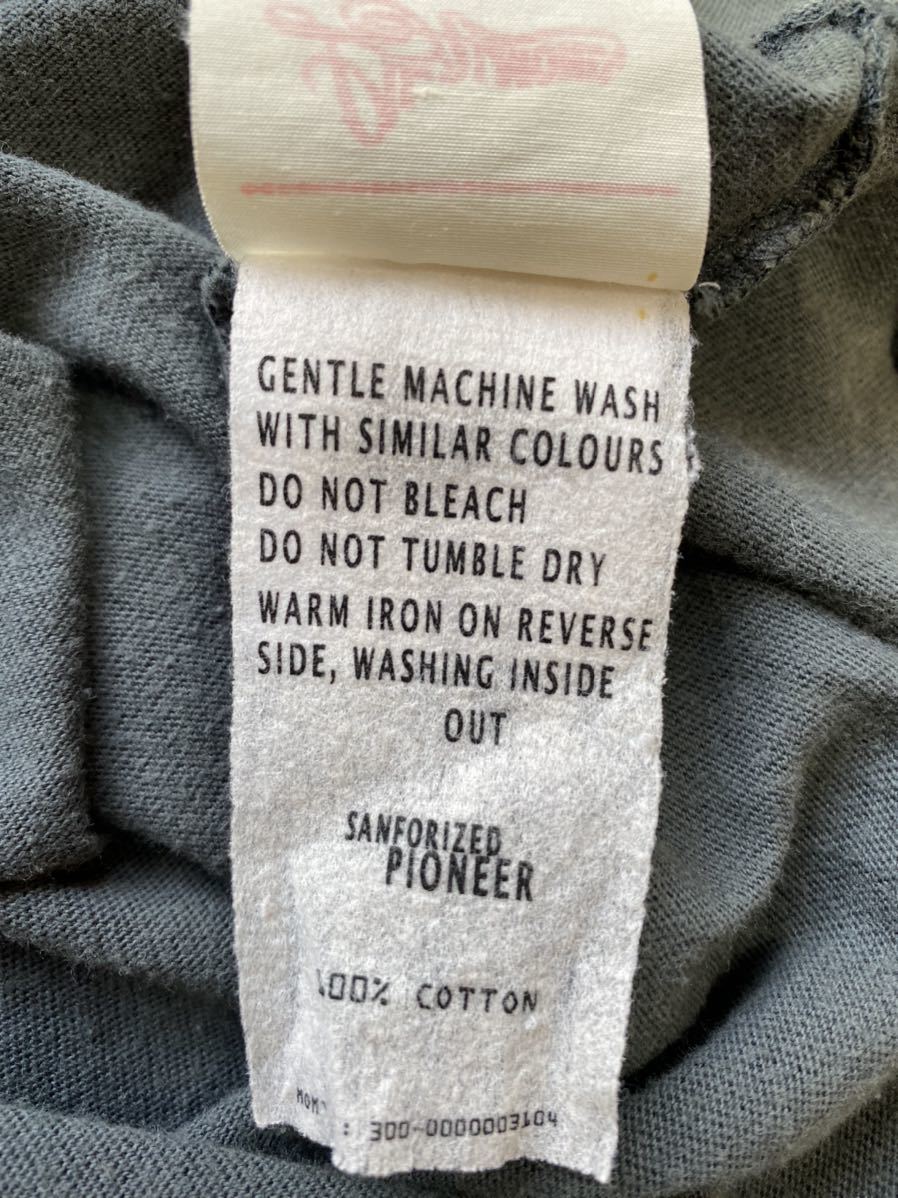 GENTLE MACHINE WASH
WITH SIMILAR COLOURS
DO NOT BLEACH
DO NOT TUMBLE DRY
WARM IRON ON REVERSE
SIDE, WASHING INSIDE
OUT
SANFORIZED
PIONEER
100% COTTON
: 300-0000003104